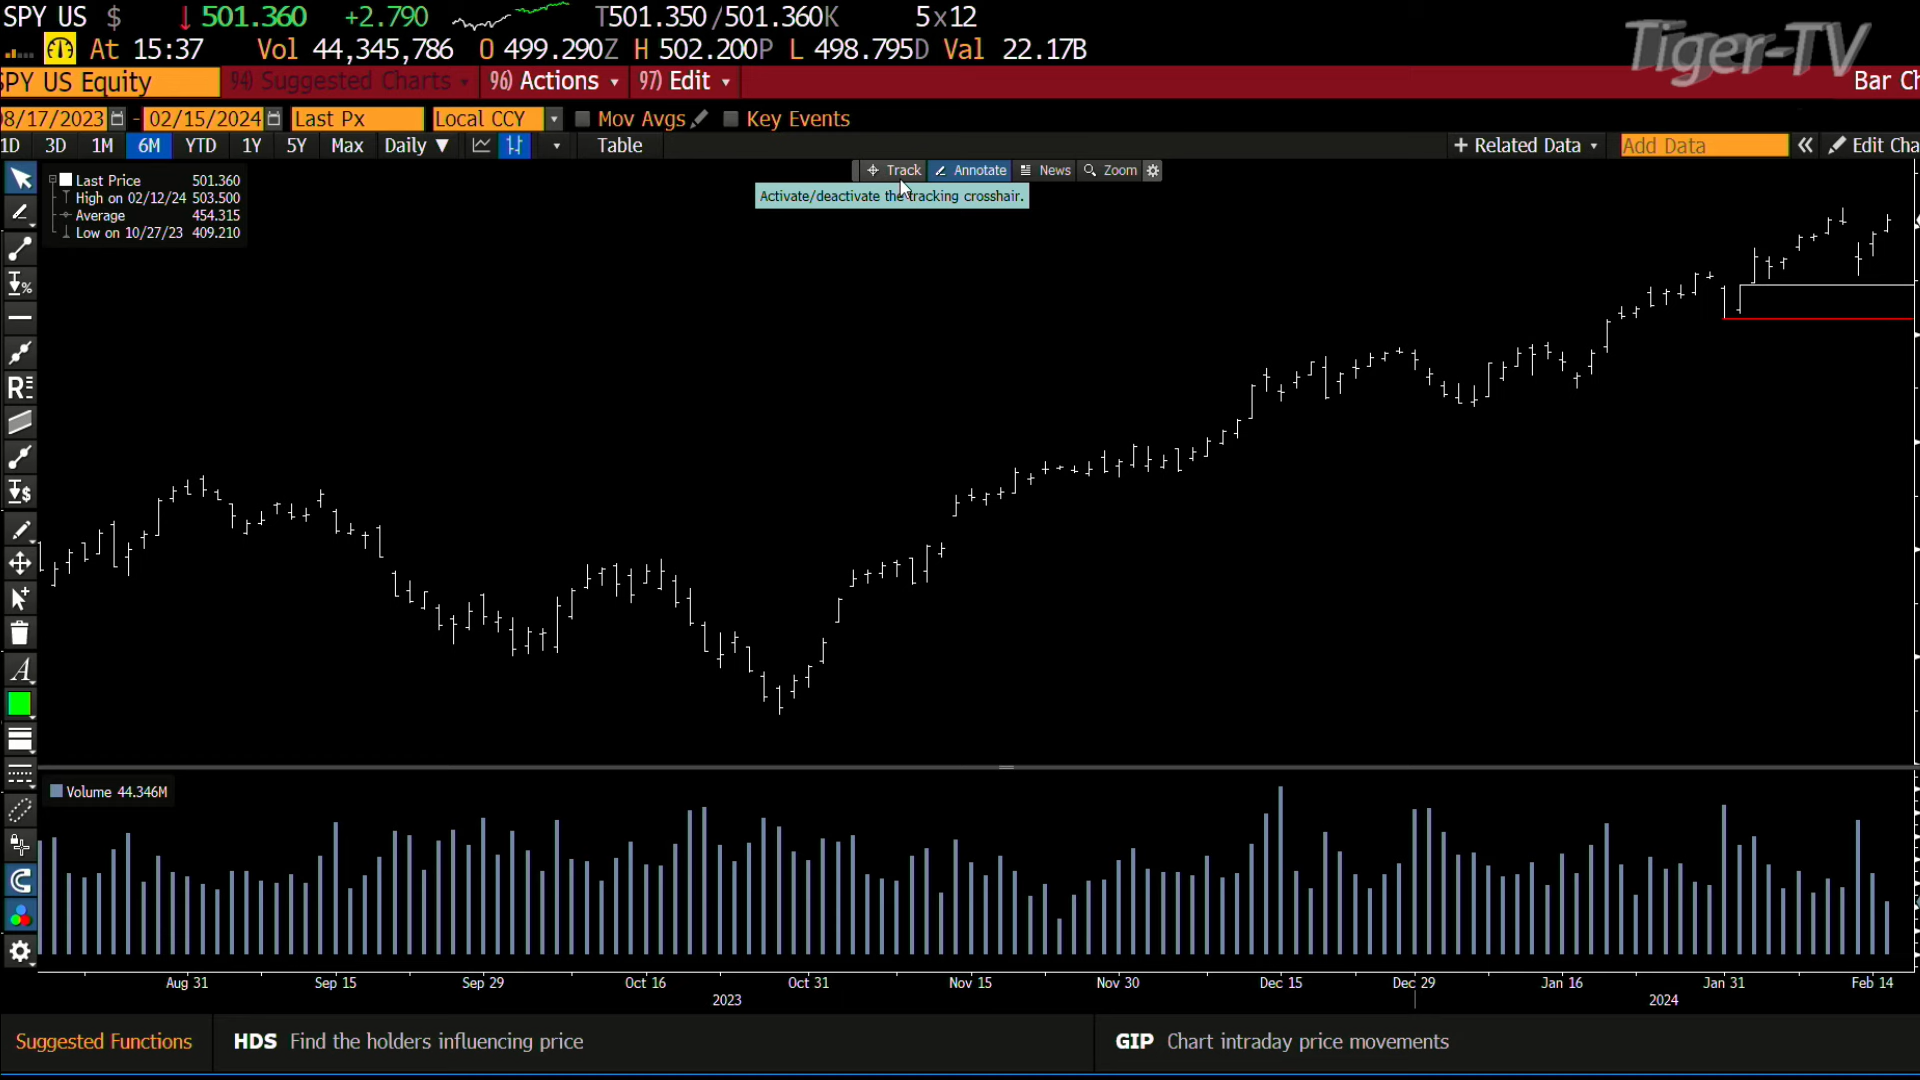 SPY US $ ↓ 501.360 +2.790 T501.350 /501.360K 5x12
At 15:37 Vol 44,345,786 O 499.290Z H 502.200P L 498.795D Val 22.17B
Tiger-TV
SPY US Equity 94) Suggested Charts 96) Actions 97) Edit Bar Ch
08/17/2023 - 02/15/2024 Last Px Local CCY Mov Avgs Key Events
1D 3D 1M 6M YTD 1Y 5Y Max Daily ▼ Table + Related Data Add Data « Edit Cha
Track Annotate News Zoom
Activate/deactivate the tracking crosshair.
Last Price 501.360
High on 02/12/24 503.500
Average 454.315
Low on 10/27/23 409.210
Volume 44.346M
Aug 31 Sep 15 Sep 29 Oct 16 Oct 31 Nov 15 Nov 30 Dec 15 Dec 29 Jan 16 Jan 31 Feb 14
2023 2024
Suggested Functions HDS Find the holders influencing price GIP Chart intraday price movements